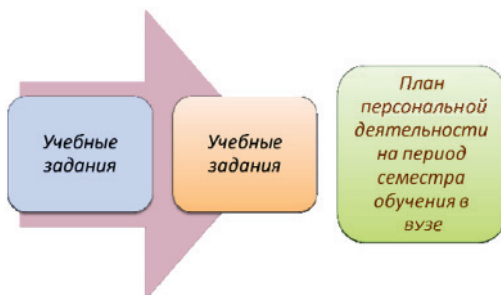 Учебные
задания
Учебные
задания
План
персональной
деятельности
на период
семестра
обучения в
вузе